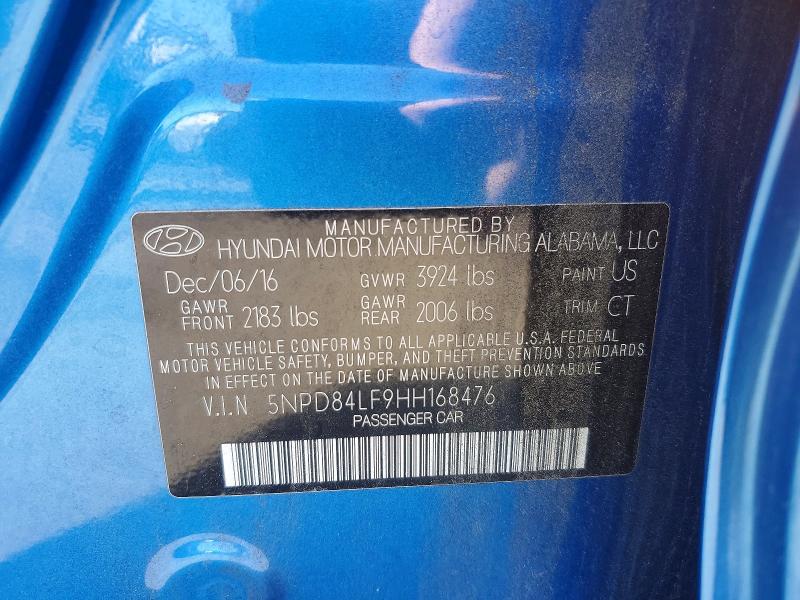 MANUFACTURED BY
HYUNDAI MOTOR MANUFACTURING ALABAMA, LLC
Dec/06/16 GVWR 3924 lbs PAINT US
GAWR FRONT 2183 lbs GAWR REAR 2006 lbs TRIM CT
THIS VEHICLE CONFORMS TO ALL APPLICABLE U.S.A. FEDERAL
MOTOR VEHICLE SAFETY, BUMPER, AND THEFT PREVENTION STANDARDS
IN EFFECT ON THE DATE OF MANUFACTURE SHOWN ABOVE
V.I.N 5NPD84LF9HH168476
PASSENGER CAR